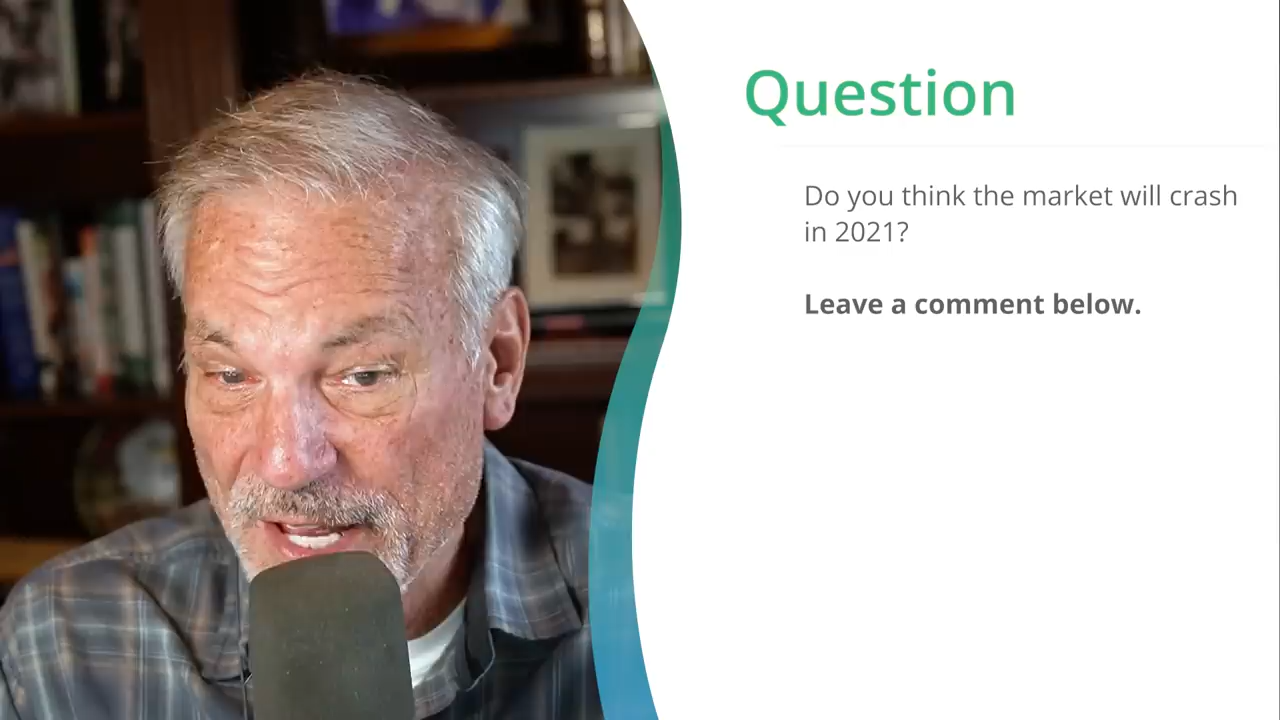 Question
Do you think the market will crash
in 2021?
Leave a comment below.